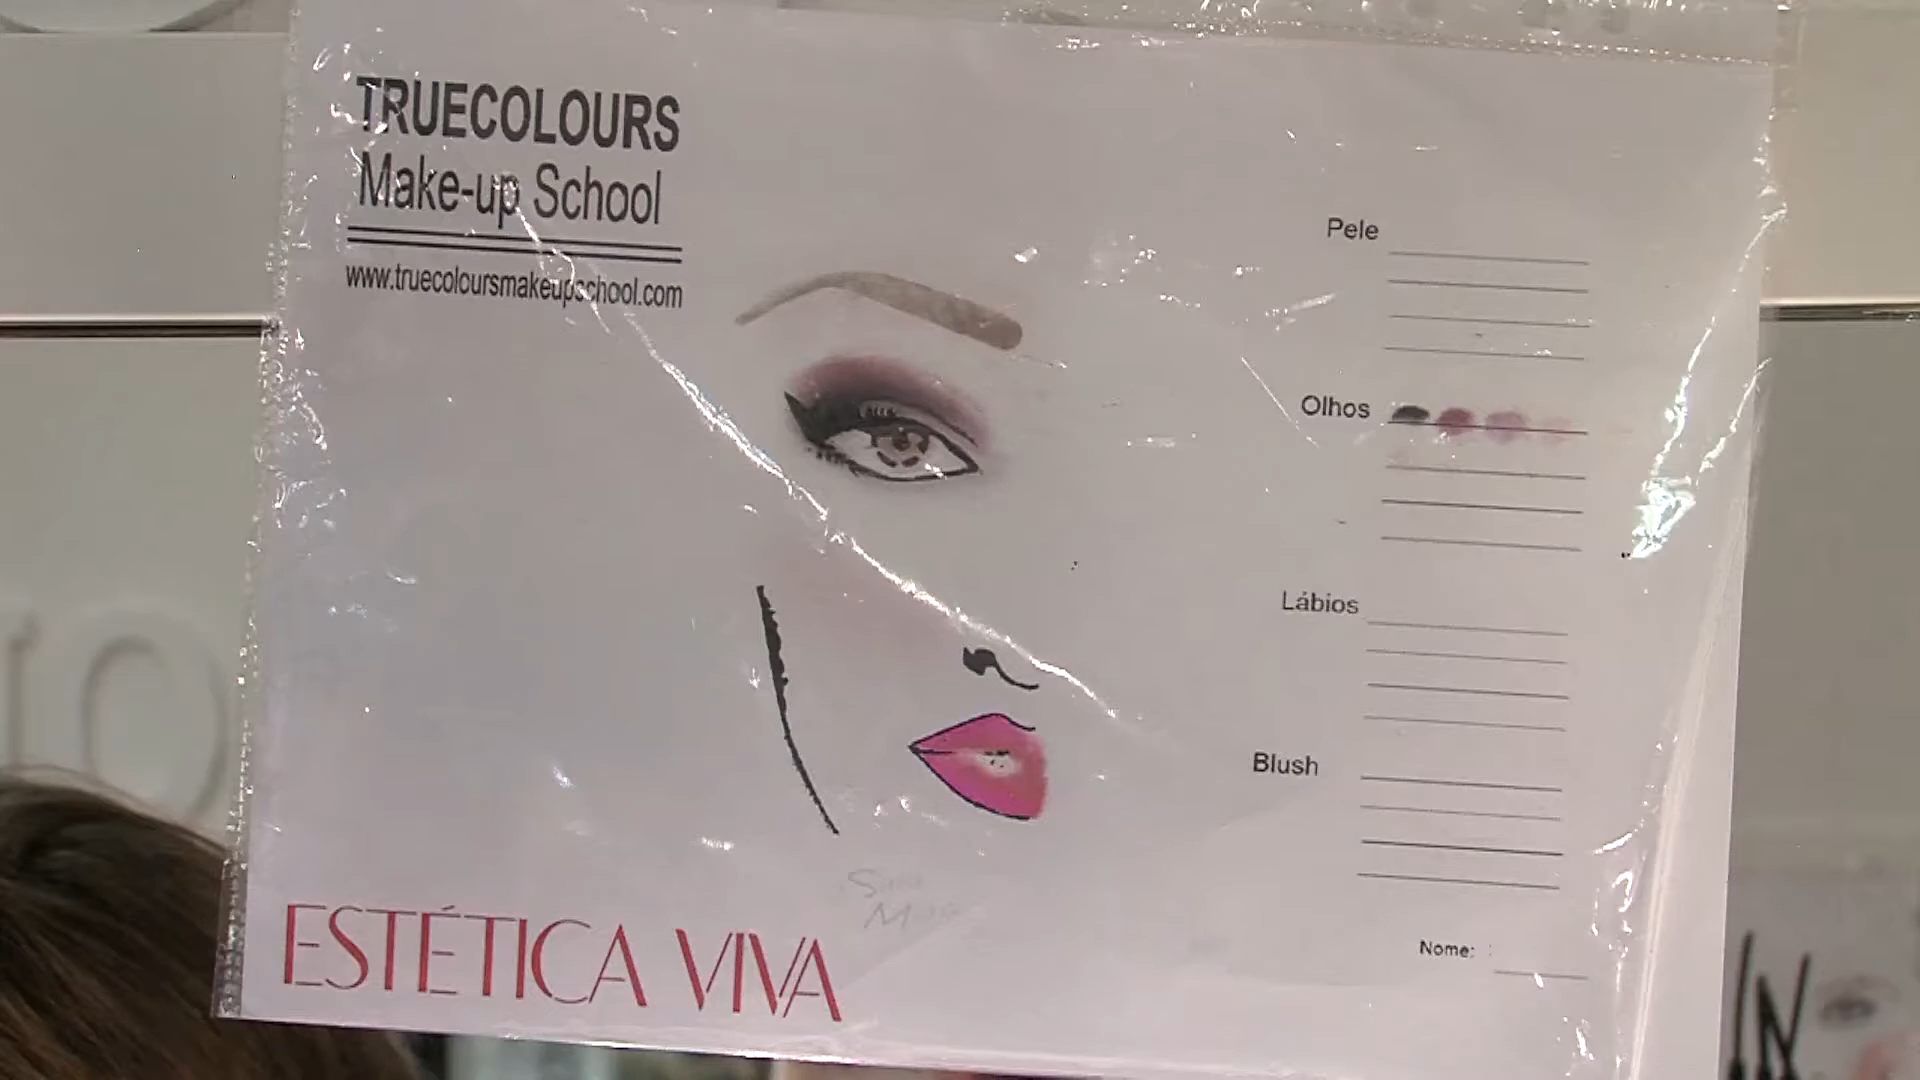 TRUECOLOURS
Make-up School
www.truecoloursmakeupschool.com
Pele
Olhos
Lábios
Blush
Nome:
ESTÉTICA VIVA